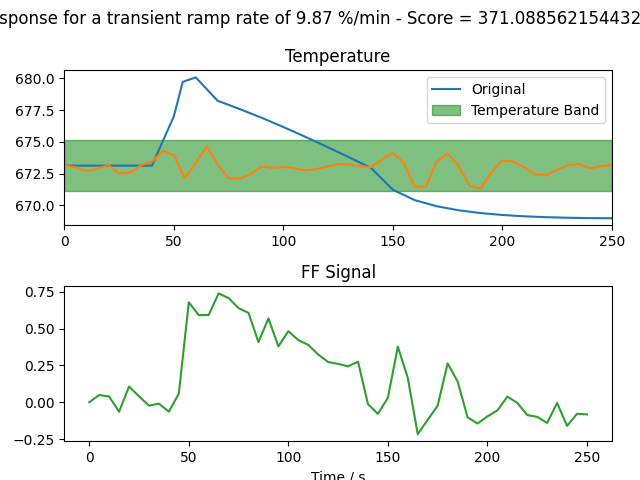 sponse for a transient ramp rate of 9.87 %/min - Score = 371.088562154432
Temperature
680.0
677.5
675.0
672.5
670.0
Original
Temperature Band
0 50 100 150 200 250
FF Signal
0.75
0.50
0.25
0.00
−0.25
0 50 100 150 200 250
Time / s